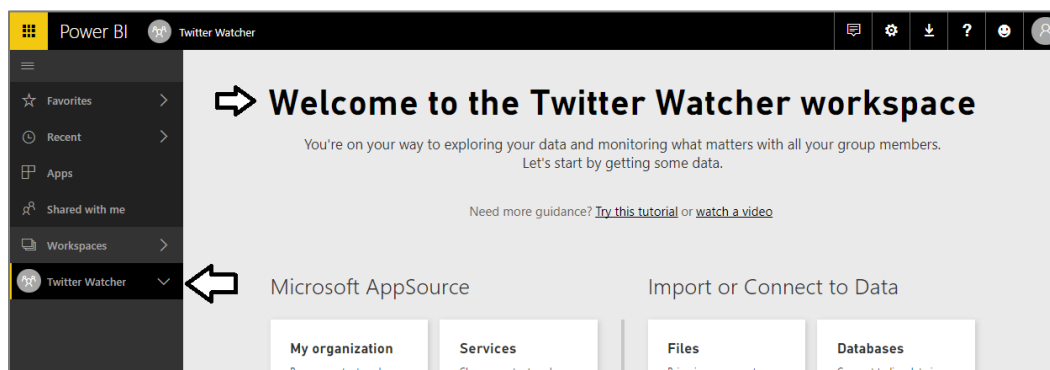 Power BI Twitter Watcher ?
Favorites
Recent
Apps
Shared with me
Workspaces
Twitter Watcher
Welcome to the Twitter Watcher workspace
You're on your way to exploring your data and monitoring what matters with all your group members.
Let's start by getting some data.
Need more guidance? Try this tutorial or watch a video
Microsoft AppSource
Import or Connect to Data
My organization
Services
Files
Databases